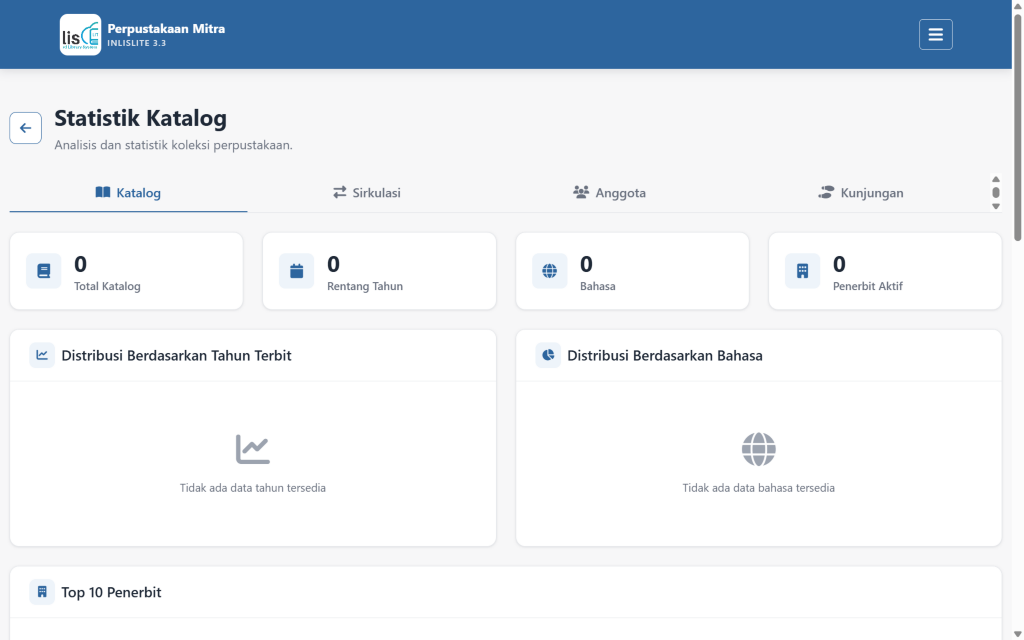 lis
Perpustakaan Mitra
INLISLITE 3.3
Statistik Katalog
Analisis dan statistik koleksi perpustakaan.
Katalog
Sirkulasi
Anggota
Kunjungan
0
Total Katalog
0
Rentang Tahun
0
Bahasa
0
Penerbit Aktif
Distribusi Berdasarkan Tahun Terbit
Distribusi Berdasarkan Bahasa
Tidak ada data tahun tersedia
Tidak ada data bahasa tersedia
Top 10 Penerbit